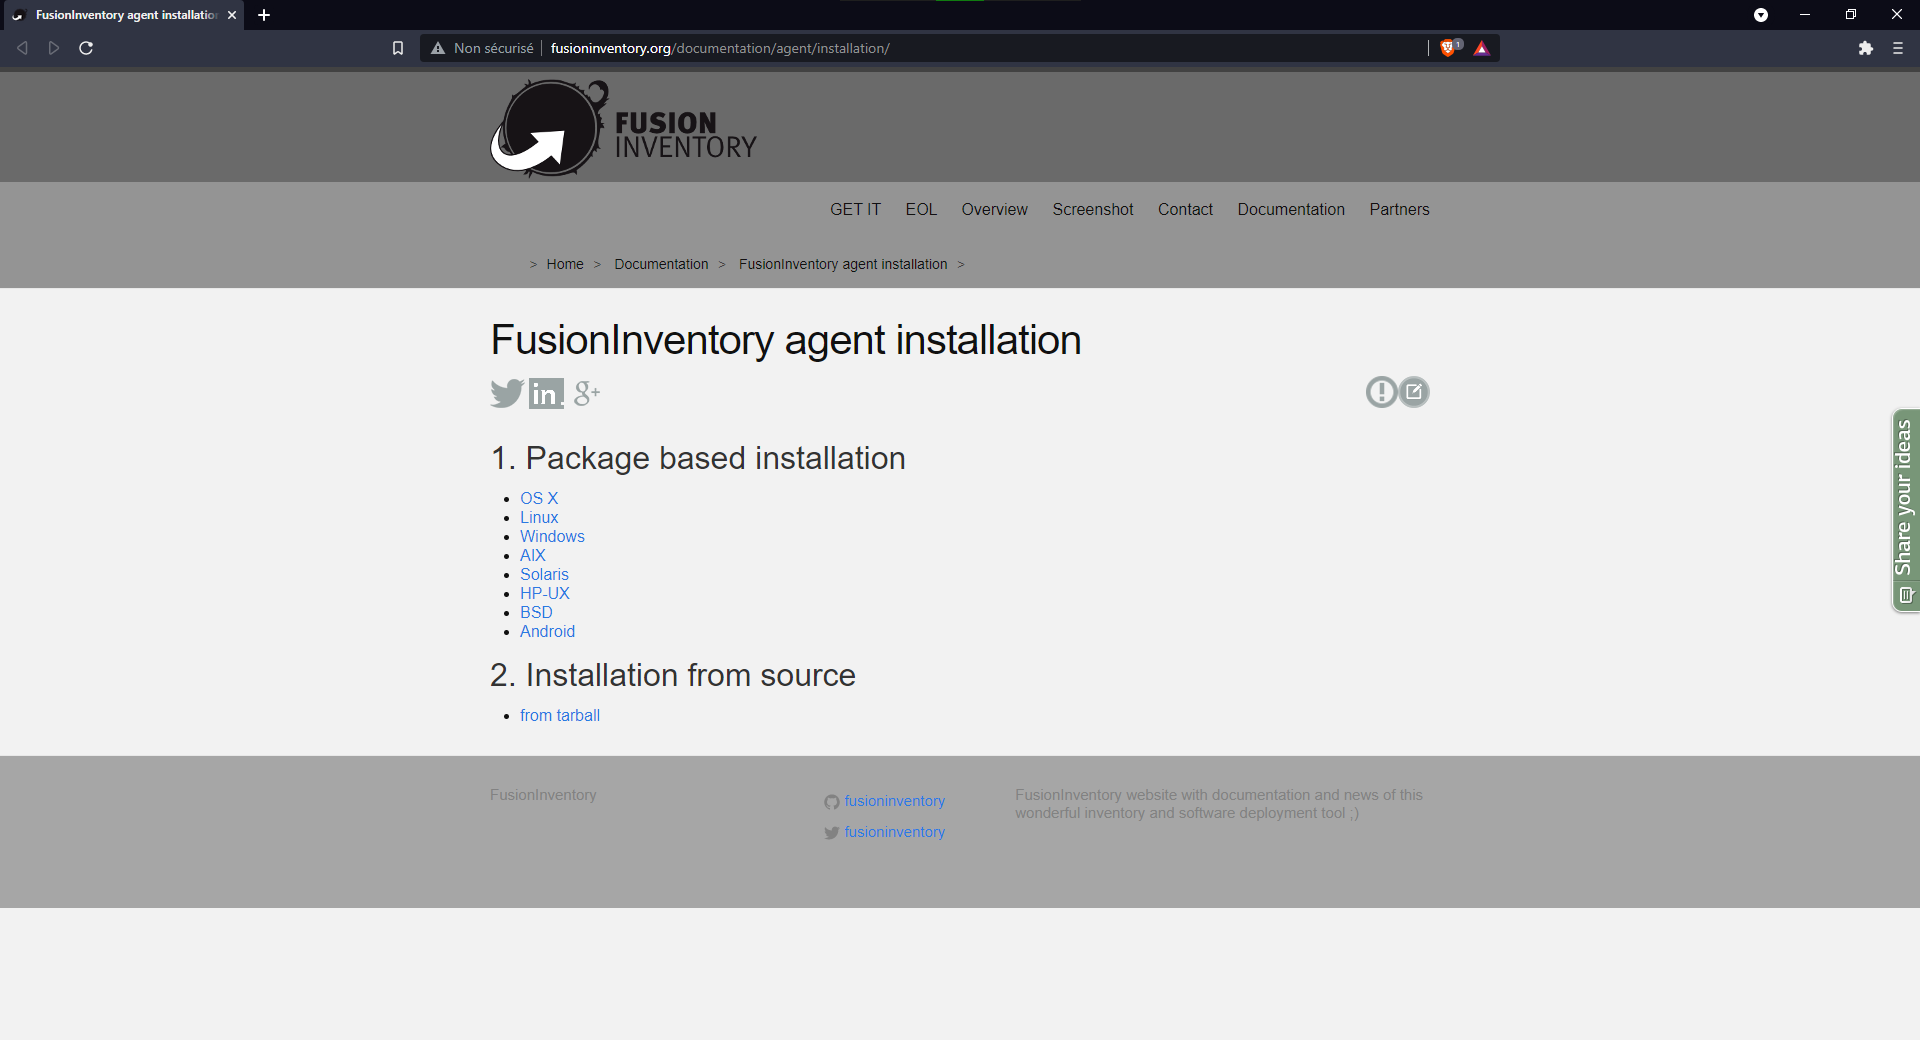 FusionInventory agent installation
Non sécurisé
fusioninventory.org/documentation/agent/installation/
1
FUSION
INVENTORY
GET IT EOL Overview Screenshot Contact Documentation Partners
> Home > Documentation > FusionInventory agent installation >
FusionInventory agent installation
in.
g+
1. Package based installation
OS X
Linux
Windows
AIX
Solaris
HP-UX
BSD
Android
2. Installation from source
from tarball
Share your ideas
FusionInventory
fusioninventory
fusioninventory
FusionInventory website with documentation and news of this
wonderful inventory and software deployment tool ;)